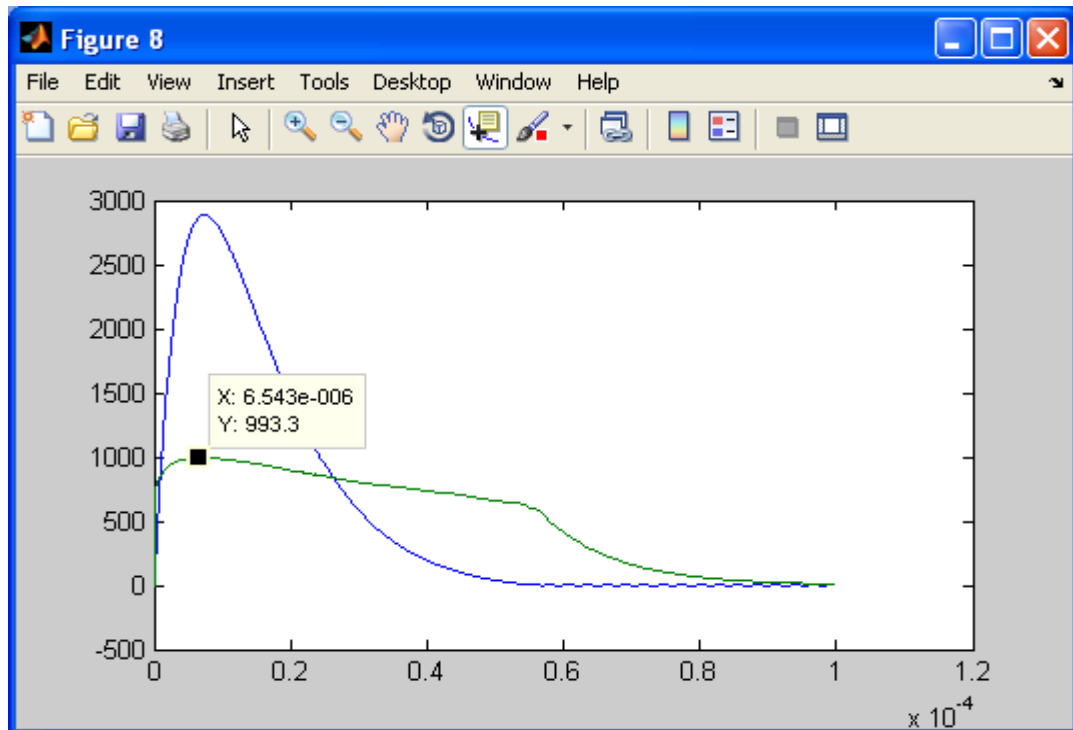 Figure 8
File Edit View Insert Tools Desktop Window Help
3000
2500
2000
1500
1000
500
0
-500
X: 6.543e-006
Y: 993.3
0 0.2 0.4 0.6 0.8 1 1.2
x 10^-4